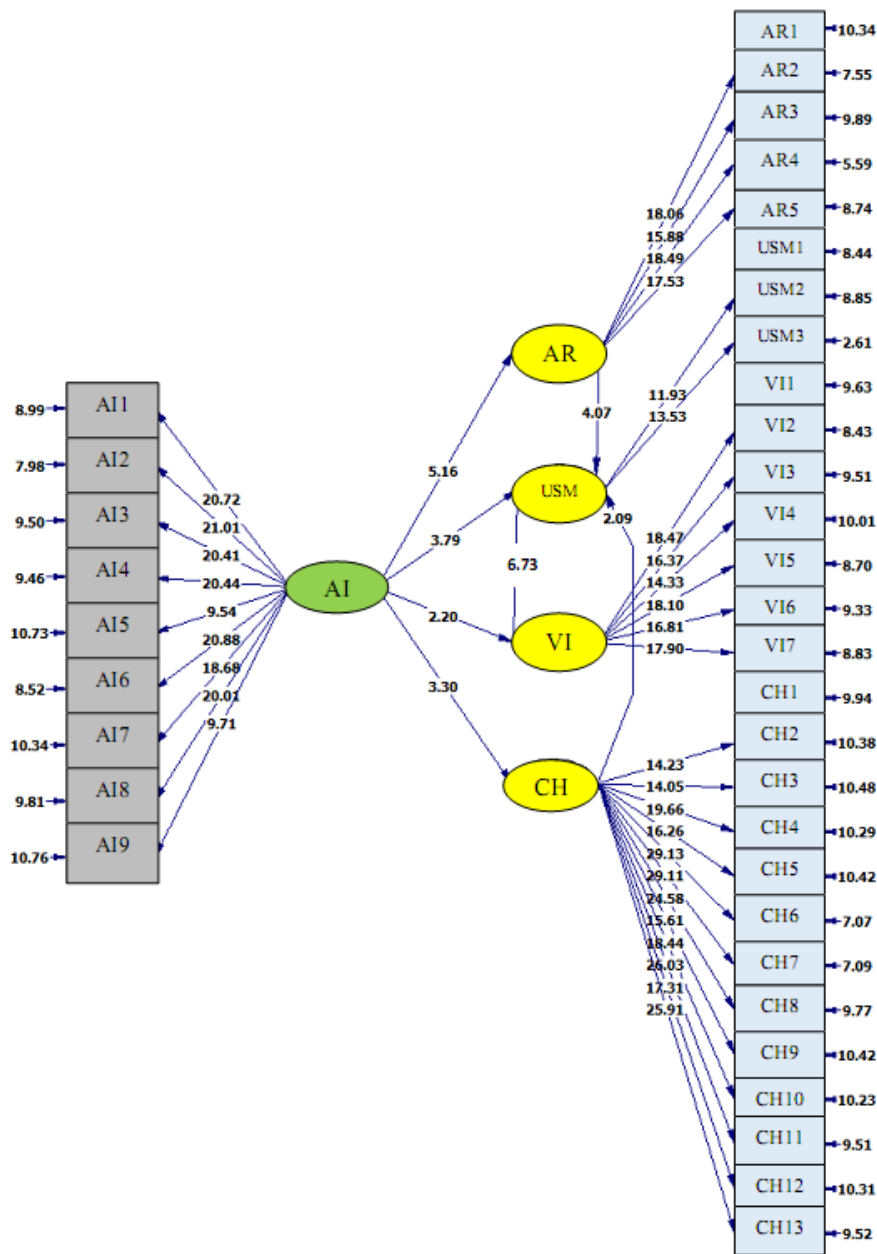 8.99 AI1
7.98 AI2
9.50 AI3
9.46 AI4
10.73 AI5
8.52 AI6
10.34 AI7
9.81 AI8
10.76 AI9
20.72
21.01
20.41
20.44
9.54
20.88
18.68
20.01
9.71
AI
5.16
3.79
2.20
3.30
AR
4.07
USM
6.73
2.09
VI
CH
18.06
15.88
18.49
17.53
11.93
13.53
18.47
16.37
14.33
18.10
16.81
17.90
14.23
14.05
19.66
16.26
29.13
29.11
24.58
15.61
18.44
26.03
17.31
25.91
AR1 10.34
AR2 7.55
AR3 9.89
AR4 5.59
AR5 8.74
USM1 8.44
USM2 8.85
USM3 2.61
VI1 9.63
VI2 8.43
VI3 9.51
VI4 10.01
VI5 8.70
VI6 9.33
VI7 8.83
CH1 9.94
CH2 10.38
CH3 10.48
CH4 10.29
CH5 10.42
CH6 7.07
CH7 7.09
CH8 9.77
CH9 10.42
CH10 10.23
CH11 9.51
CH12 10.31
CH13 9.52